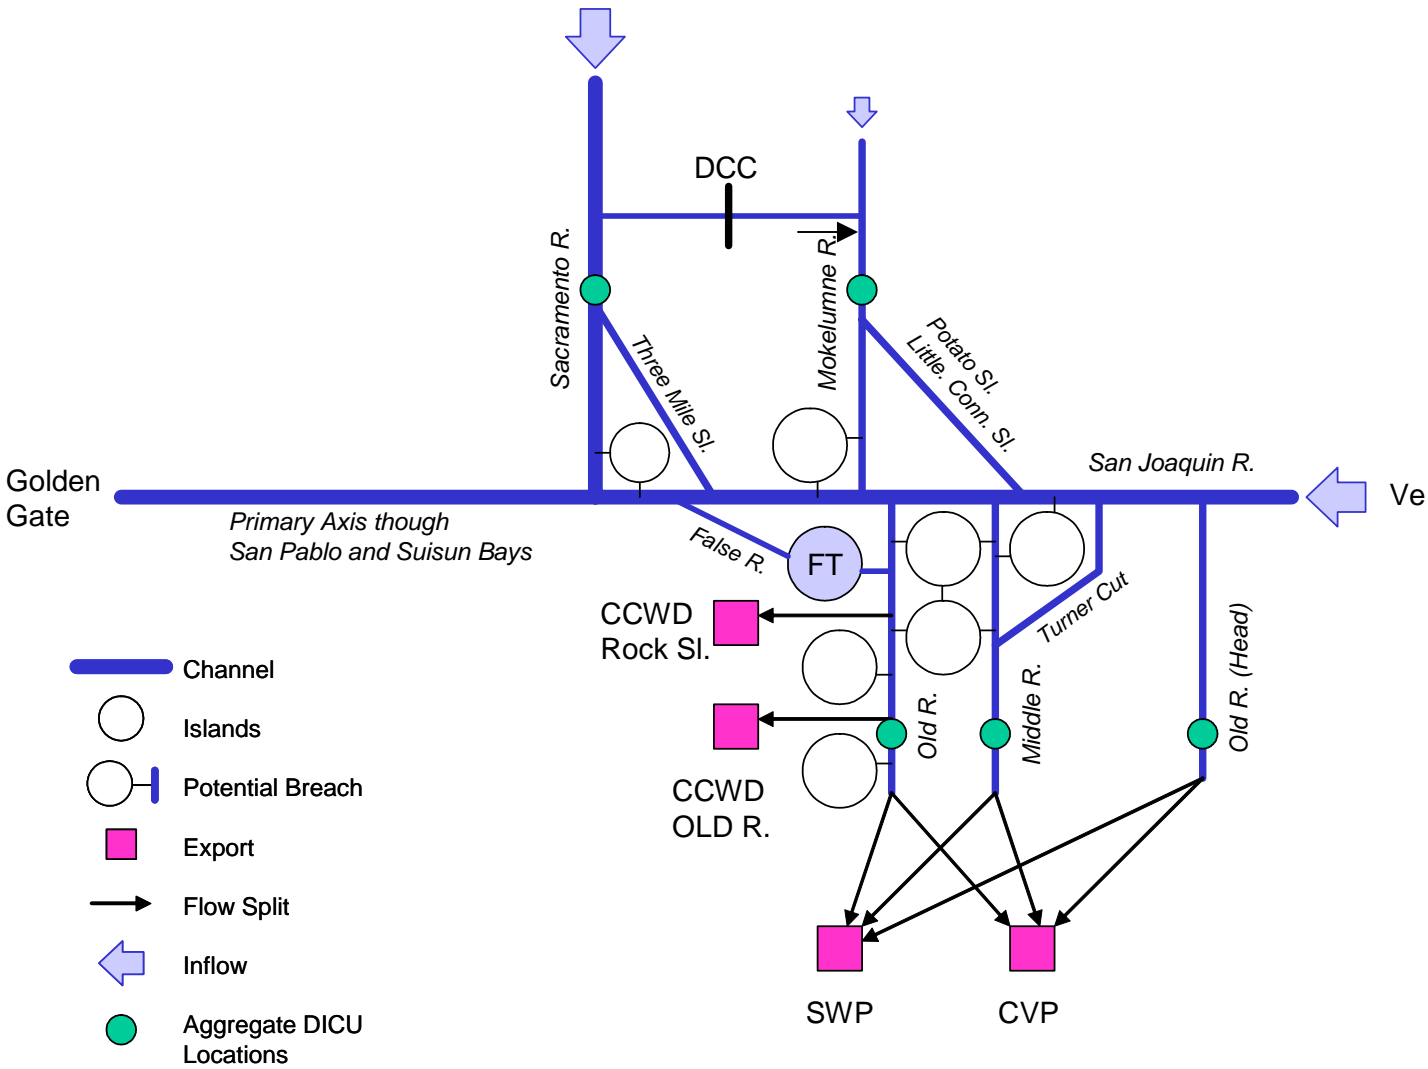 DCC
Sacramento R.
Three Mile Sl.
Mokelumne R.
Potato Sl.
Little. Conn. Sl.
San Joaquin R.
Golden
Gate
Ve
Primary Axis though
San Pablo and Suisun Bays
False R.
FT
Turner Cut
CCWD
Rock Sl.
Old R.
Middle R.
Old R. (Head)
CCWD
OLD R.
SWP
CVP
Channel
Islands
Potential Breach
Export
Flow Split
Inflow
Aggregate DICU
Locations